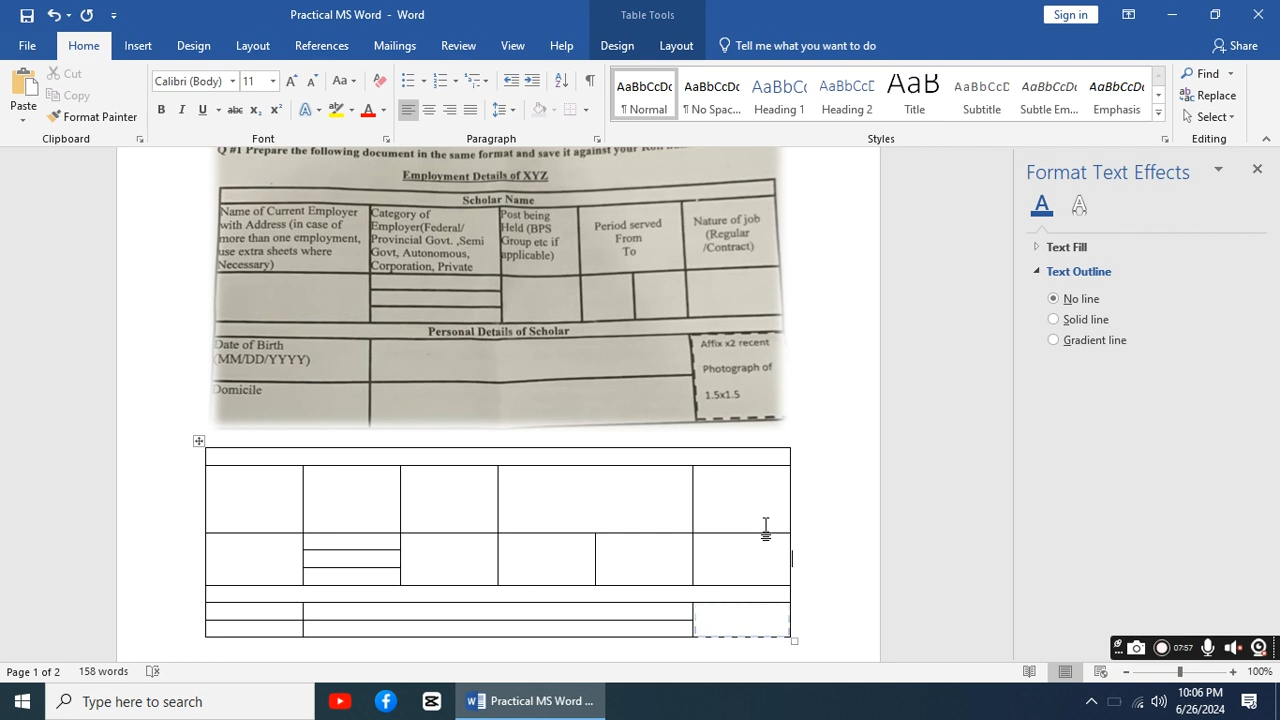 Practical MS Word - Word
Table Tools
Sign in
File Home Insert Design Layout References Mailings Review View Help Design Layout Tell me what you want to do Share
Paste
Cut
Copy
Format Painter
Calibri (Body) 11
AaBbCcDc ¶ Normal
AaBbCcDc ¶ No Spac...
AaBbCc Heading 1
AaBbCcE Heading 2
AaB Title
AaBbCcD Subtitle
AaBbCcDc Subtle Em...
AaBbCcDc Emphasis
Find
Replace
Select
Clipboard Font Paragraph Styles Editing
Q #1 Prepare the following document in the same format and save it against your
Employment Details of XYZ
Scholar Name
Name of Current Employer
with Address (in case of
more than one employment,
use extra sheets where
Necessary)
Category of
Employer(Federal/
Provincial Govt. ,Semi
Govt, Autonomous,
Corporation, Private
Post being
Held (BPS
Group etc if
applicable)
Period served
From
To
Nature of job
(Regular
/Contract)
Personal Details of Scholar
Date of Birth
(MM/DD/YYYY)
Domicile
Affix x2 recent
Photograph of
1.5x1.5
Format Text Effects
Text Fill
Text Outline
No line
Solid line
Gradient line
07:57
Page 1 of 2 158 words
100%
Type here to search
Practical MS Word ...
10:06 PM
6/26/2024